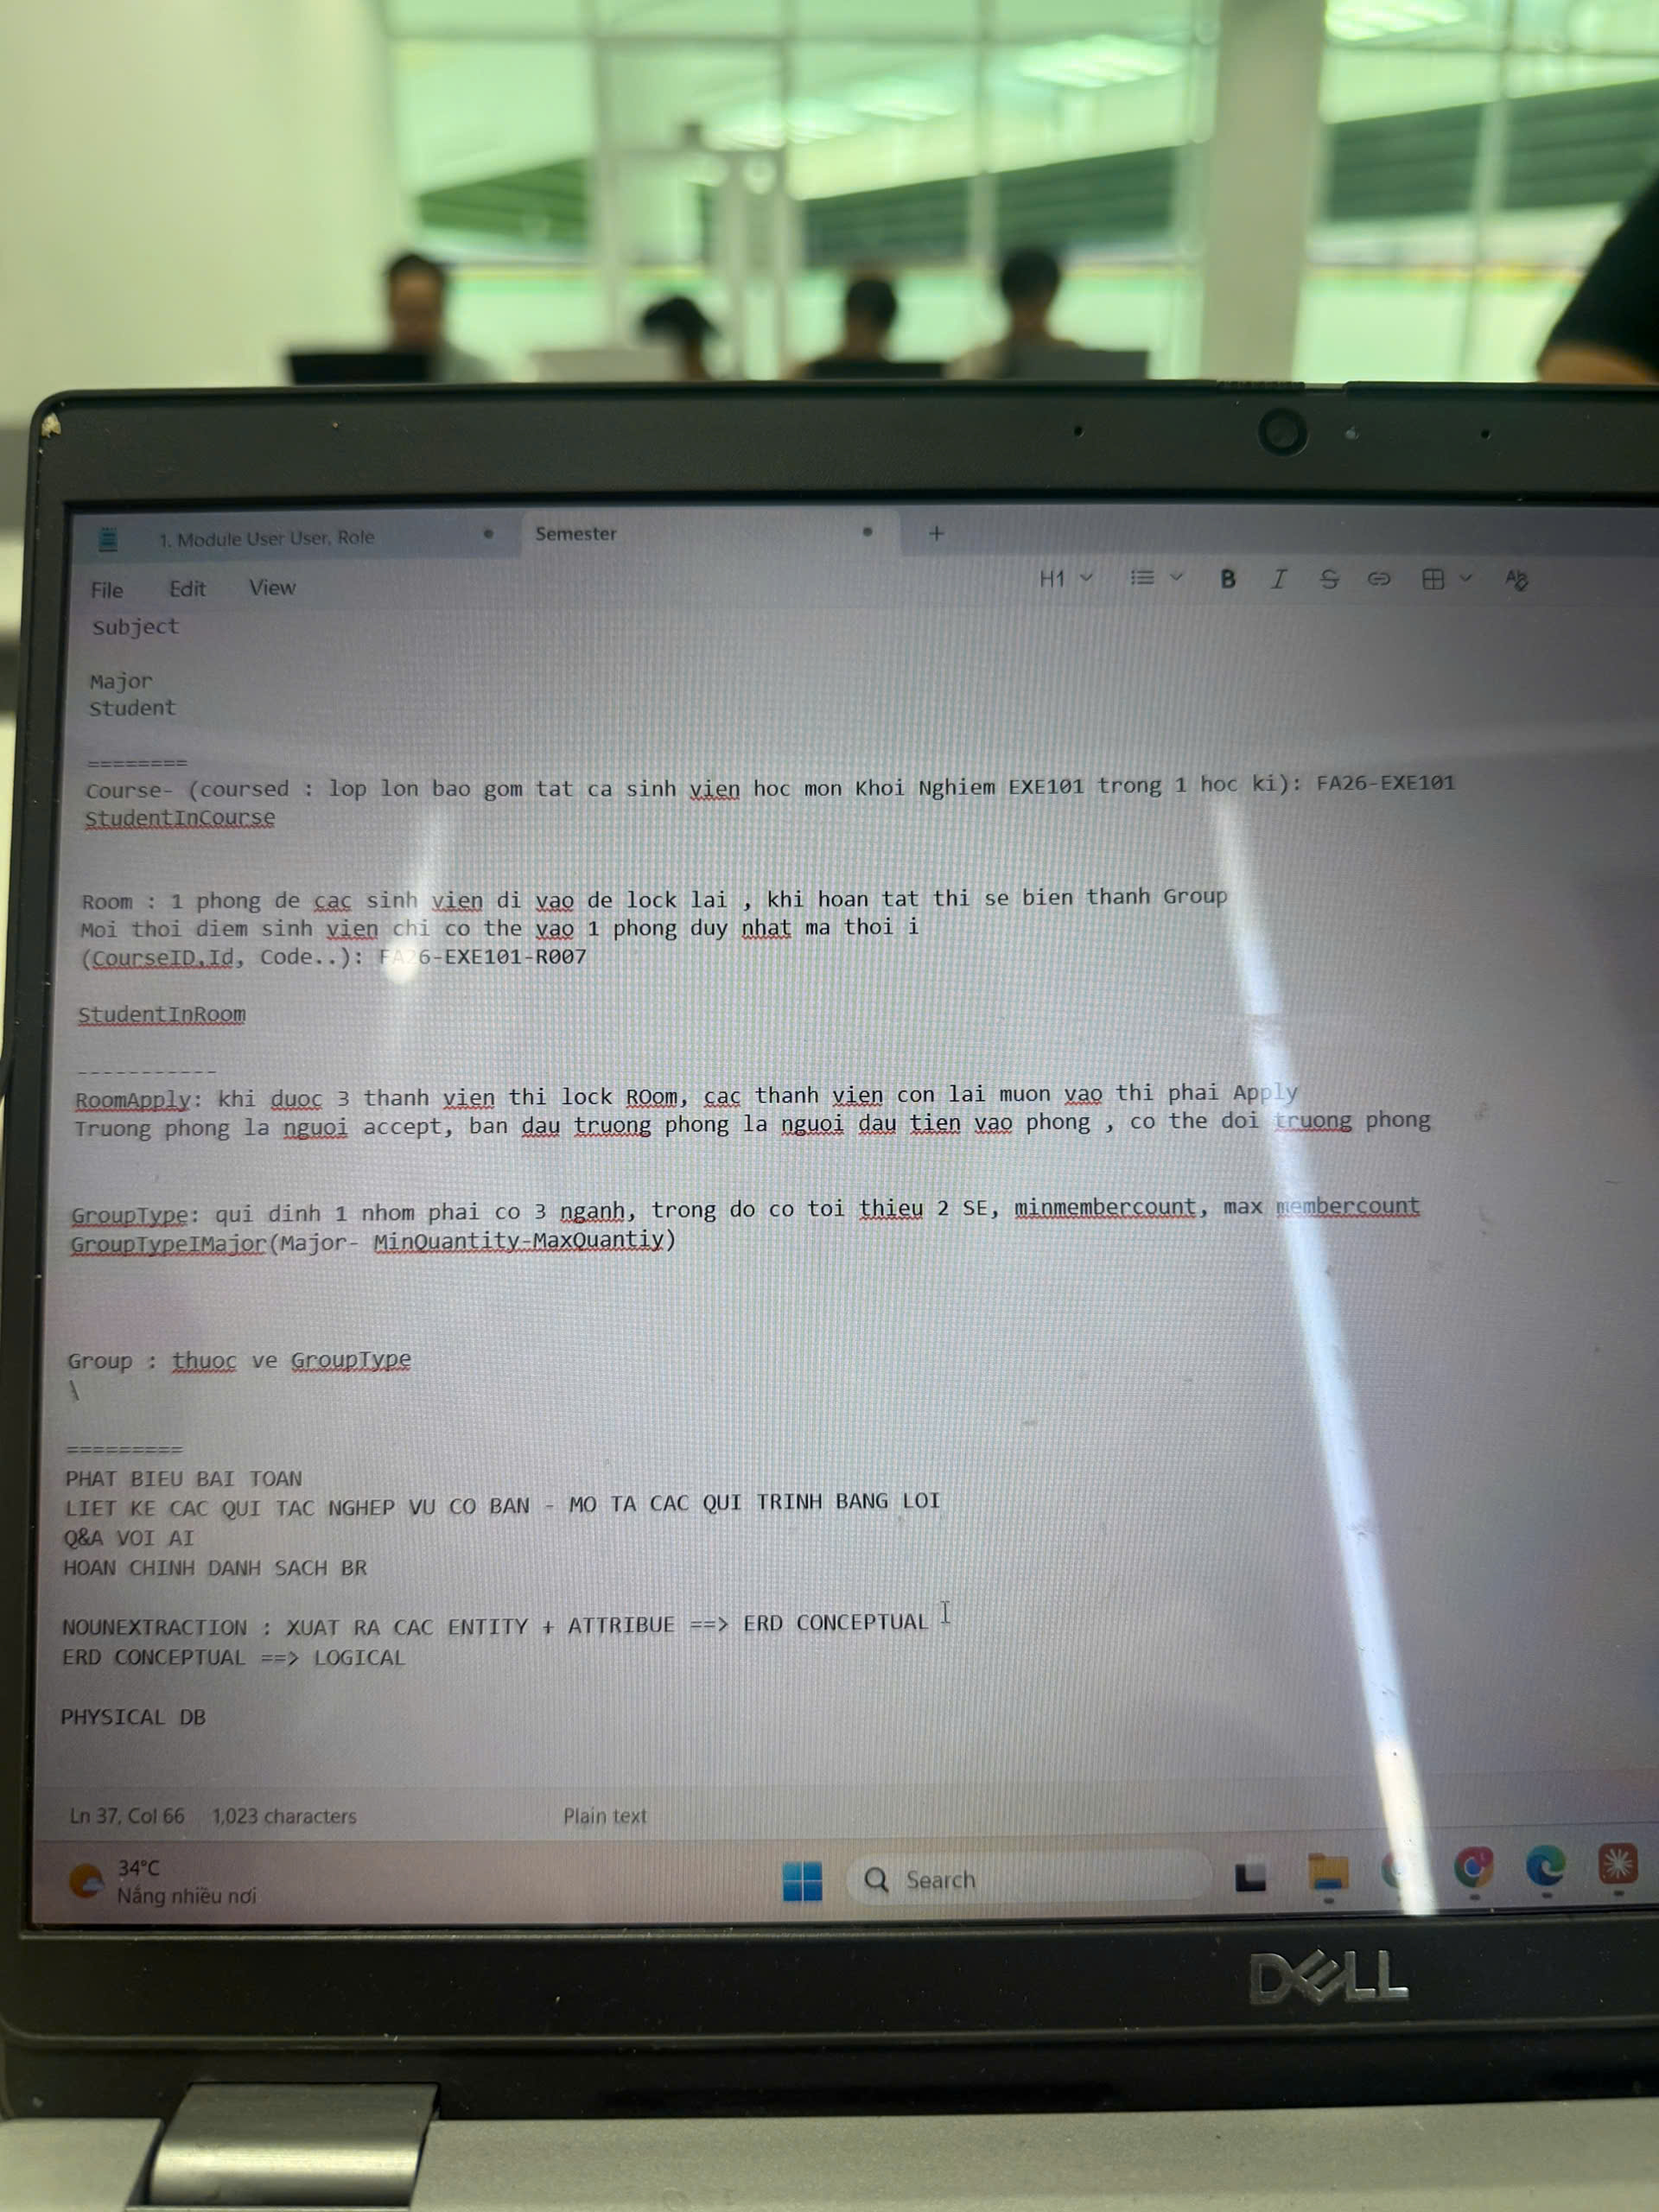 1. Module User User, Role
Semester
File Edit View
H1
Subject
Major
Student
========
Course- (coursed : lop lon bao gom tat ca sinh vien hoc mon Khoi Nghiem EXE101 trong 1 hoc ki): FA26-EXE101
StudentInCourse
Room : 1 phong de cac sinh vien di vao de lock lai , khi hoan tat thi se bien thanh Group
Moi thoi diem sinh vien chi co the vao 1 phong duy nhat ma thoi i
(CourseID,Id, Code..): FA26-EXE101-R007
StudentInRoom
-----------
RoomApply: khi duoc 3 thanh vien thi lock ROom, cac thanh vien con lai muon vao thi phai Apply
Truong phong la nguoi accept, ban dau truong phong la nguoi dau tien vao phong , co the doi truong phong
GroupType: qui dinh 1 nhom phai co 3 nganh, trong do co toi thieu 2 SE, minmembercount, max membercount
GroupTypeIMajor(Major- MinQuantity-MaxQuantiy)
Group : thuoc ve GroupType
\
=========
PHAT BIEU BAI TOAN
LIET KE CAC QUI TAC NGHEP VU CO BAN - MO TA CAC QUI TRINH BANG LOI
Q&A VOI AI
HOAN CHINH DANH SACH BR
NOUNEXTRACTION : XUAT RA CAC ENTITY + ATTRIBUE ==> ERD CONCEPTUAL
ERD CONCEPTUAL ==> LOGICAL
PHYSICAL DB
Ln 37, Col 66 1,023 characters Plain text
34°C
Nắng nhiều nơi
Search
DELL